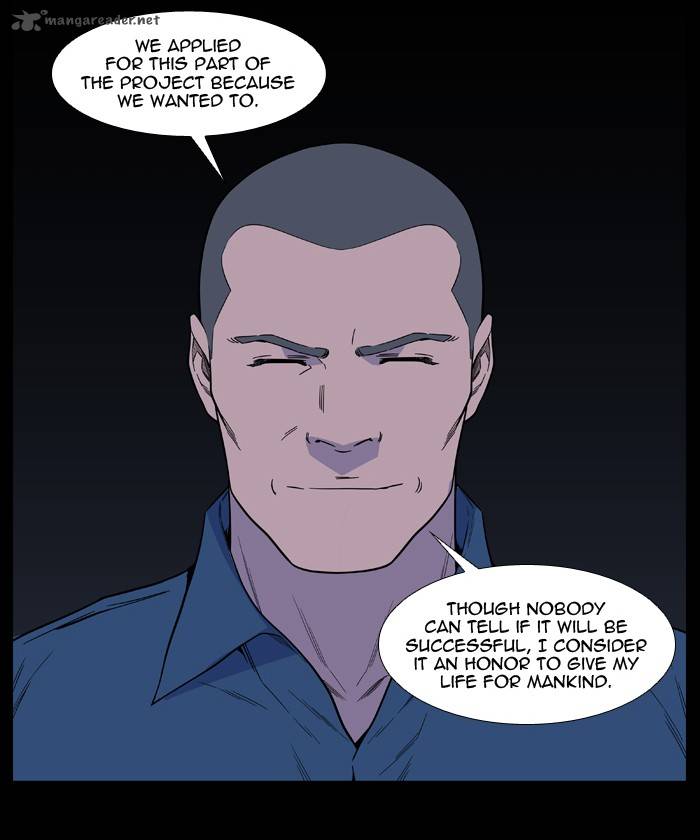 mangareader.net
WE APPLIED
FOR THIS PART OF
THE PROJECT BECAUSE
WE WANTED TO.
THOUGH NOBODY
CAN TELL IF IT WILL BE
SUCCESSFUL, I CONSIDER
IT AN HONOR TO GIVE MY
LIFE FOR MANKIND.